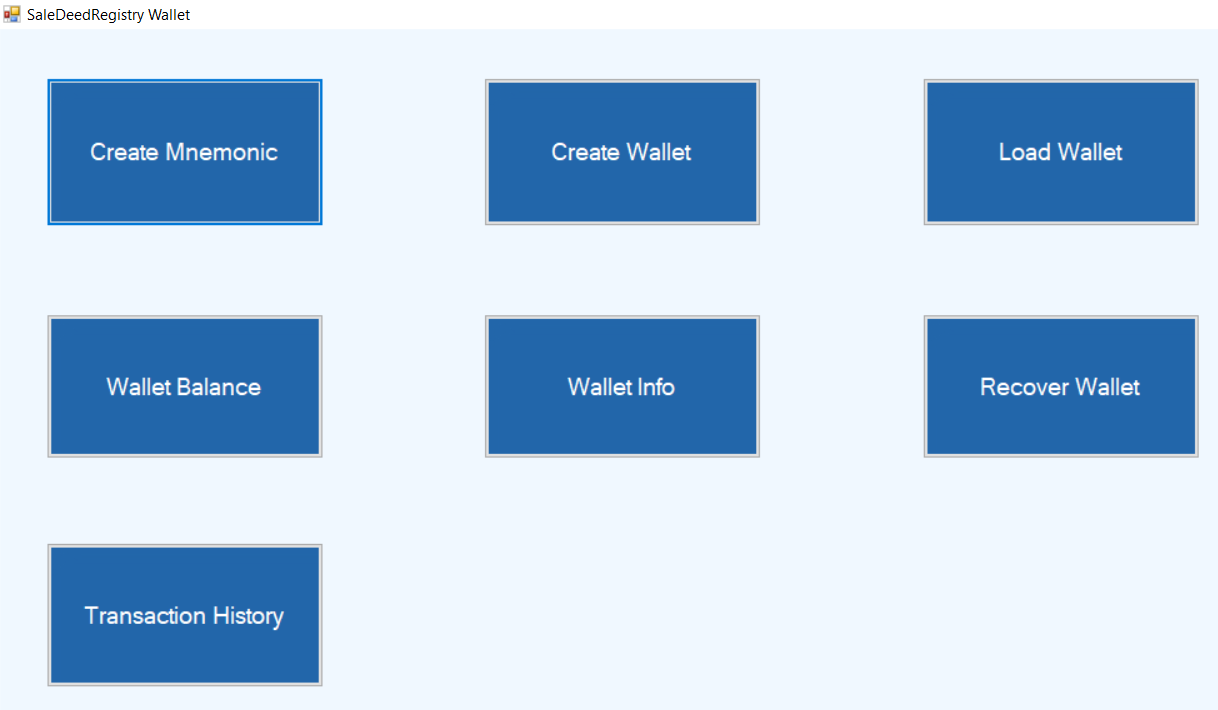 SaleDeedRegistry Wallet
Create Mnemonic
Create Wallet
Load Wallet
Wallet Balance
Wallet Info
Recover Wallet
Transaction History